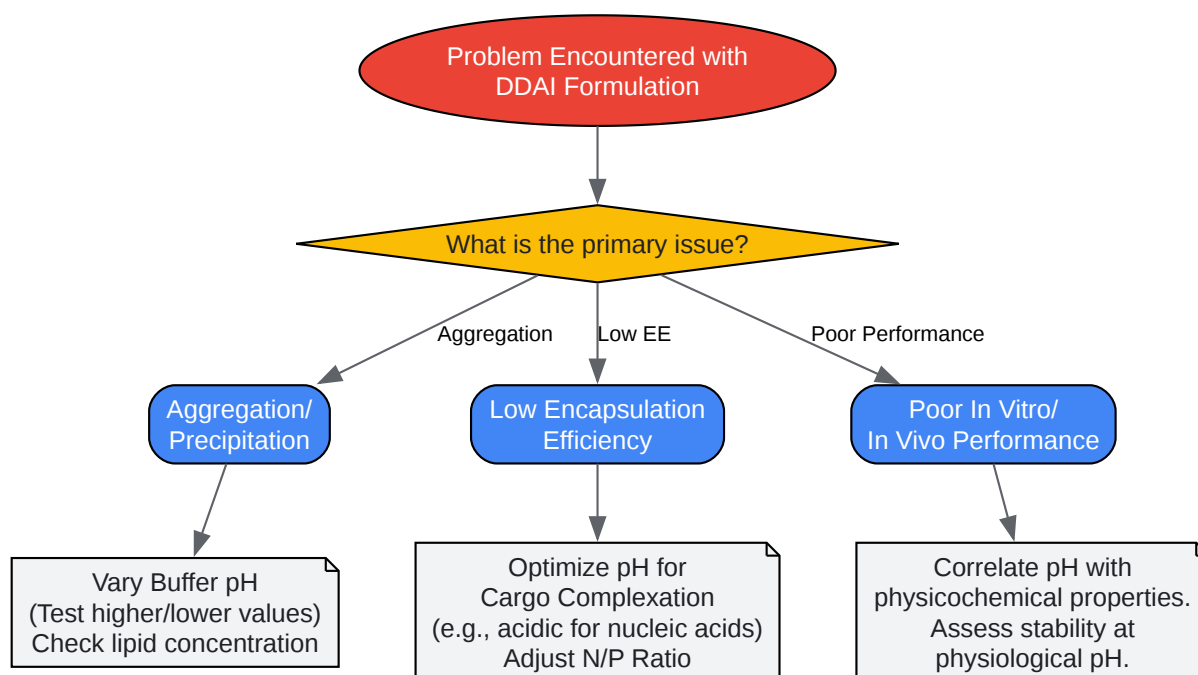 Problem Encountered with
DDAI Formulation
What is the primary issue?
Aggregation
Low EE
Poor Performance
Aggregation/
Precipitation
Low Encapsulation
Efficiency
Poor In Vitro/
In Vivo Performance
Vary Buffer pH
(Test higher/lower values)
Check lipid concentration
Optimize pH for
Cargo Complexation
(e.g., acidic for nucleic acids)
Adjust N/P Ratio
Correlate pH with
physicochemical properties.
Assess stability at
physiological pH.